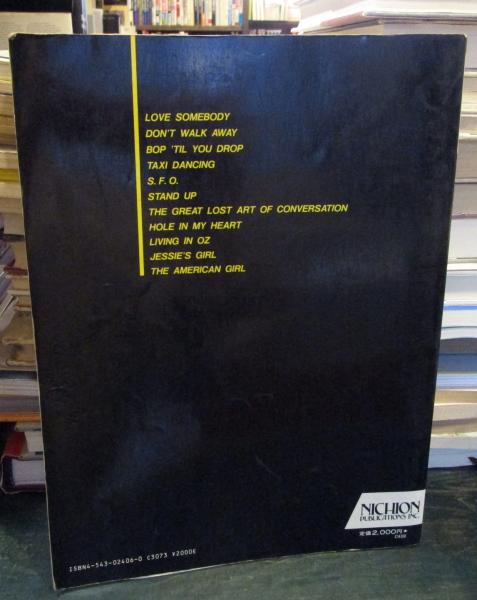 LOVE SOMEBODY
DON'T WALK AWAY
BOP 'TIL YOU DROP
TAXI DANCING
S.F.O.
STAND UP
THE GREAT LOST ART OF CONVERSATION
HOLE IN MY HEART
LIVING IN OZ
JESSIE'S GIRL
THE AMERICAN GIRL
NICHION
PUBLICATIONS INC.
定価2,000円
ISBN4-543-02406-0 C3073 ¥2000E